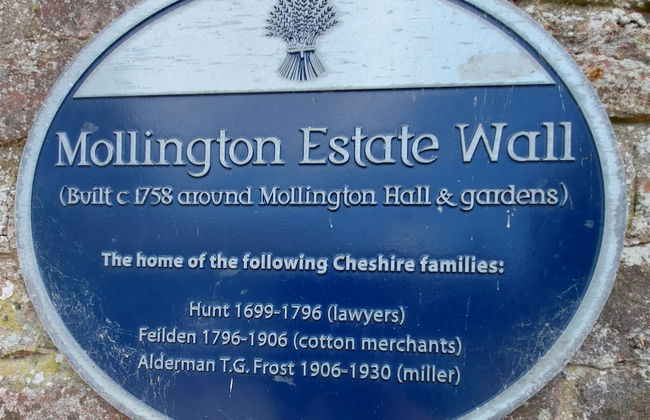 Mollington Estate Wall
(Built c 1758 around Mollington Hall & gardens)
The home of the following Cheshire families:
Hunt 1699-1796 (lawyers)
Feilden 1796-1906 (cotton merchants)
Alderman T.G. Frost 1906-1930 (miller)